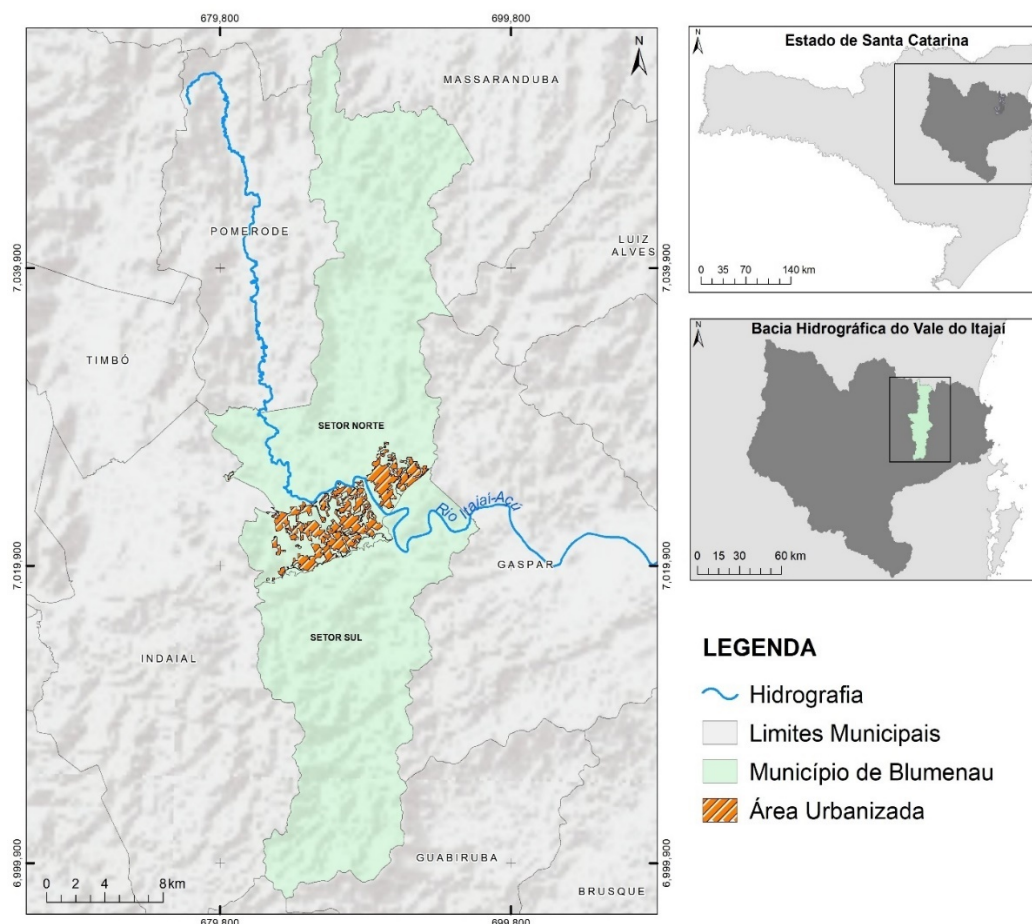 679,800
699,800
N
MASSARANDUBA
POMERODE
LUIZ
ALVES
7,039,900
7,039,900
TIMBÓ
SETOR NORTE
Rio Itajaí-Açú
7,019,900
GASPAR
7,019,900
SETOR SUL
INDAIAL
6,999,900
GUABIRUBA
6,999,900
BRUSQUE
0 2 4 8 km
679,800
699,800
N
Estado de Santa Catarina
0 35 70 140 km
N
Bacia Hidrográfica do Vale do Itajaí
0 15 30 60 km
LEGENDA
Hidrografia
Limites Municipais
Município de Blumenau
Área Urbanizada